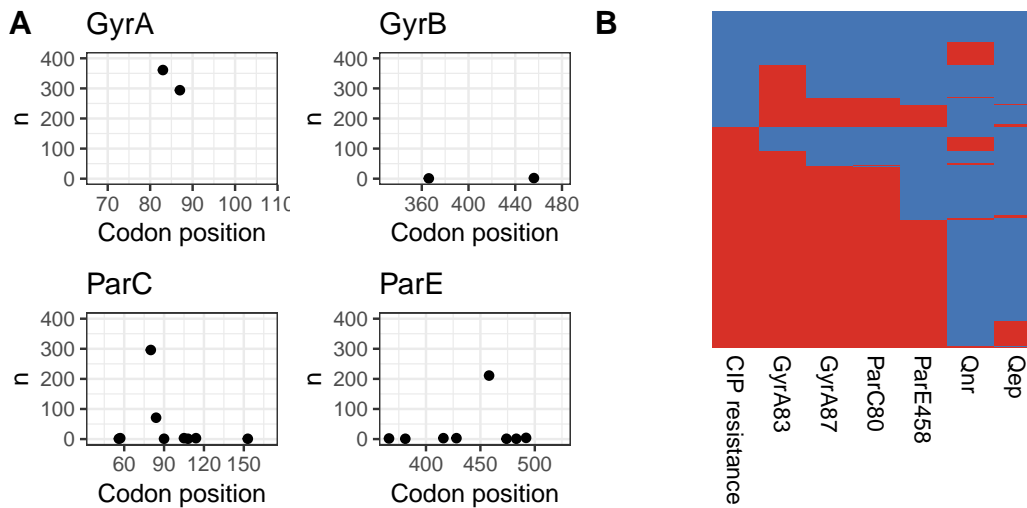 A
GyrA
n
400
300
200
100
0
70 80 90 100 110
Codon position
GyrB
n
400
300
200
100
0
360 400 440 480
Codon position
ParC
n
400
300
200
100
0
60 90 120 150
Codon position
ParE
n
400
300
200
100
0
400 450 500
Codon position
B
CIP resistance
GyrA83
GyrA87
ParC80
ParE458
Qnr
Qep